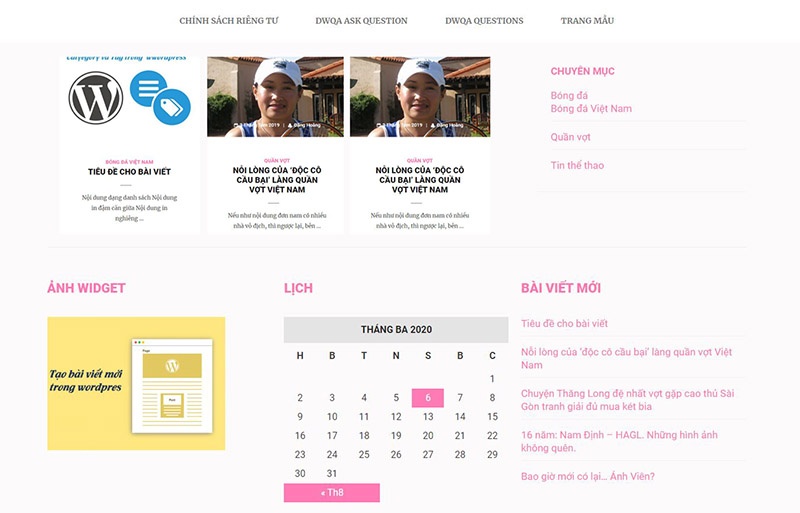 CHÍNH SÁCH RIÊNG TƯ DWQA ASK QUESTION DWQA QUESTIONS TRANG MẪU
Category và Tag trong wordpress
BÓNG ĐÁ VIỆT NAM
TIÊU ĐỀ CHO BÀI VIẾT
Nội dung dạng danh sách Nội dung
in đậm căn giữa Nội dung in
nghiêng ...
2019 | Đặng Hoàng
QUẦN VỢT
NỖI LÒNG CỦA ‘ĐỘC CÔ
CẦU BẠI’ LÀNG QUẦN
VỢT VIỆT NAM
Nếu như nội dung đơn nam có nhiều
nhà vô địch, thì ngược lại, bên ...
2019 | Đặng Hoàng
QUẦN VỢT
NỖI LÒNG CỦA ‘ĐỘC CÔ
CẦU BẠI’ LÀNG QUẦN
VỢT VIỆT NAM
Nếu như nội dung đơn nam có nhiều
nhà vô địch, thì ngược lại, bên ...
CHUYÊN MỤC
Bóng đá
Bóng đá Việt Nam
Quần vợt
Tin thể thao
ẢNH WIDGET
Tạo bài viết mới
trong wordpres
Page
Post
LỊCH
THÁNG BA 2020
H B T N S B C
1
2 3 4 5 6 7 8
9 10 11 12 13 14 15
16 17 18 19 20 21 22
23 24 25 26 27 28 29
30 31
« Th8
BÀI VIẾT MỚI
Tiêu đề cho bài viết
Nỗi lòng của ‘độc cô cầu bại’ làng quần vợt Việt
Nam
Chuyện Thăng Long đệ nhất vợt gặp cao thủ Sài
Gòn tranh giải đủ mua két bia
16 năm: Nam Định – HAGL. Những hình ảnh
không quên.
Bao giờ mới có lại... Ánh Viên?